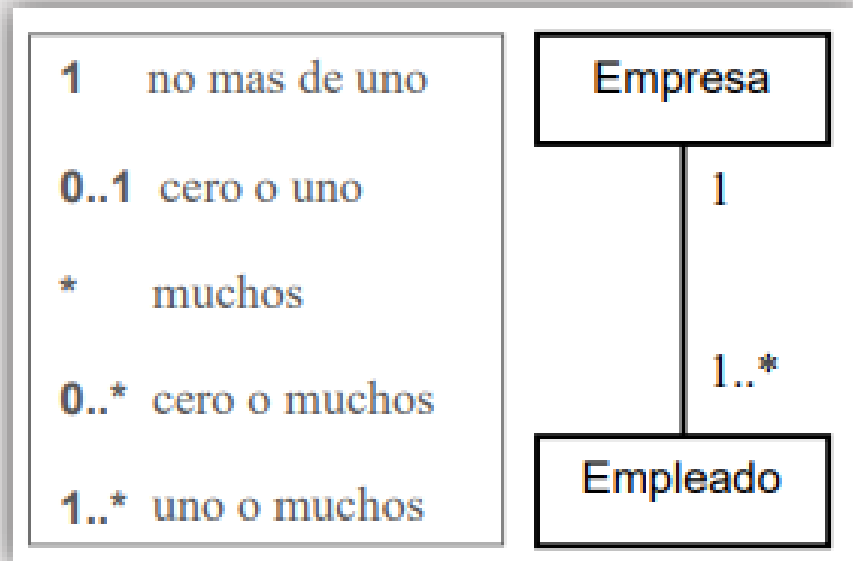 1 no mas de uno
0..1 cero o uno
* muchos
0..* cero o muchos
1..* uno o muchos
Empresa
1
1..*
Empleado